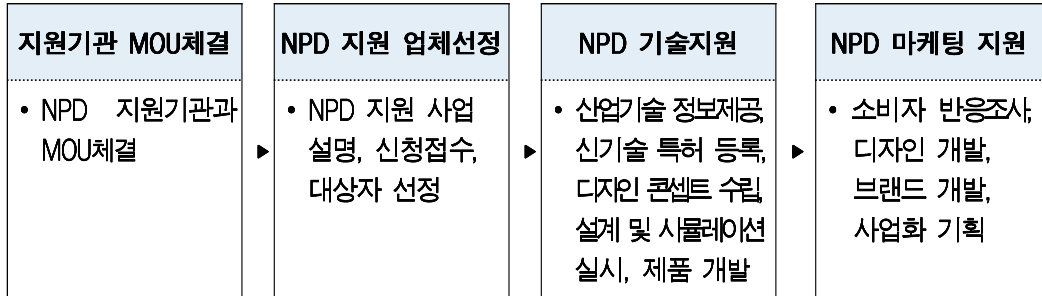 지원기관 MOU체결
• NPD 지원기관과
MOU체결
▶
NPD 지원 업체선정
• NPD 지원 사업
설명, 신청접수,
대상자 선정
▶
NPD 기술지원
• 산업기술 정보제공,
신기술 특허 등록,
디자인 콘셉트 수립,
설계 및 시뮬레이션
실시, 제품 개발
▶
NPD 마케팅 지원
• 소비자 반응조사,
디자인 개발,
브랜드 개발,
사업화 기획